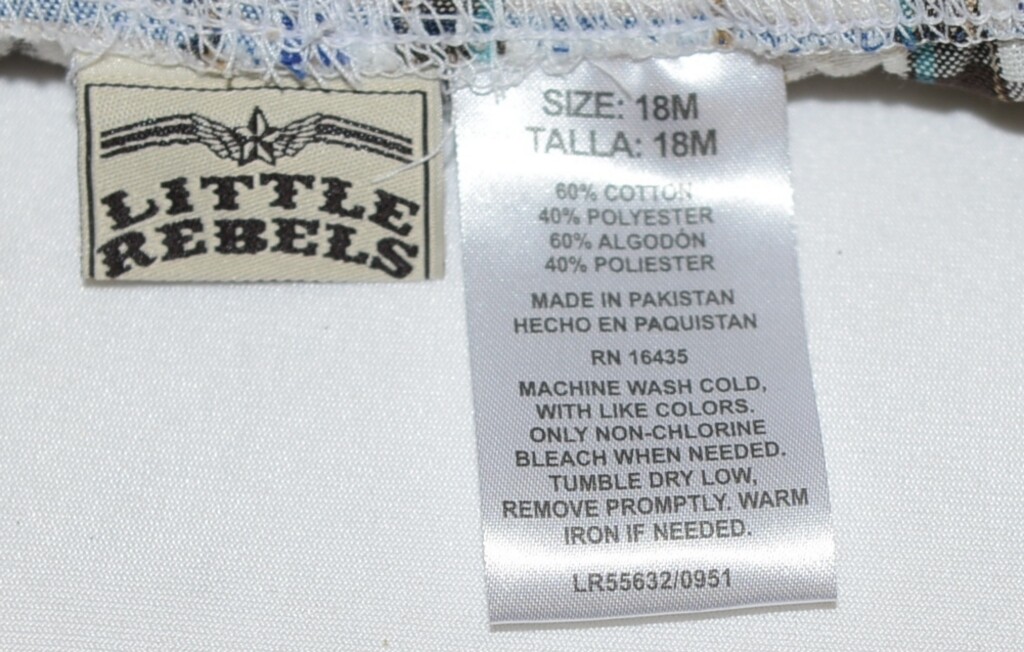 LITTLE
REBELS
SIZE: 18M
TALLA: 18M
60% COTTON
40% POLYESTER
60% ALGODÓN
40% POLIESTER
MADE IN PAKISTAN
HECHO EN PAQUISTAN
RN 16435
MACHINE WASH COLD,
WITH LIKE COLORS.
ONLY NON-CHLORINE
BLEACH WHEN NEEDED.
TUMBLE DRY LOW,
REMOVE PROMPTLY. WARM
IRON IF NEEDED.
LR55632/0951